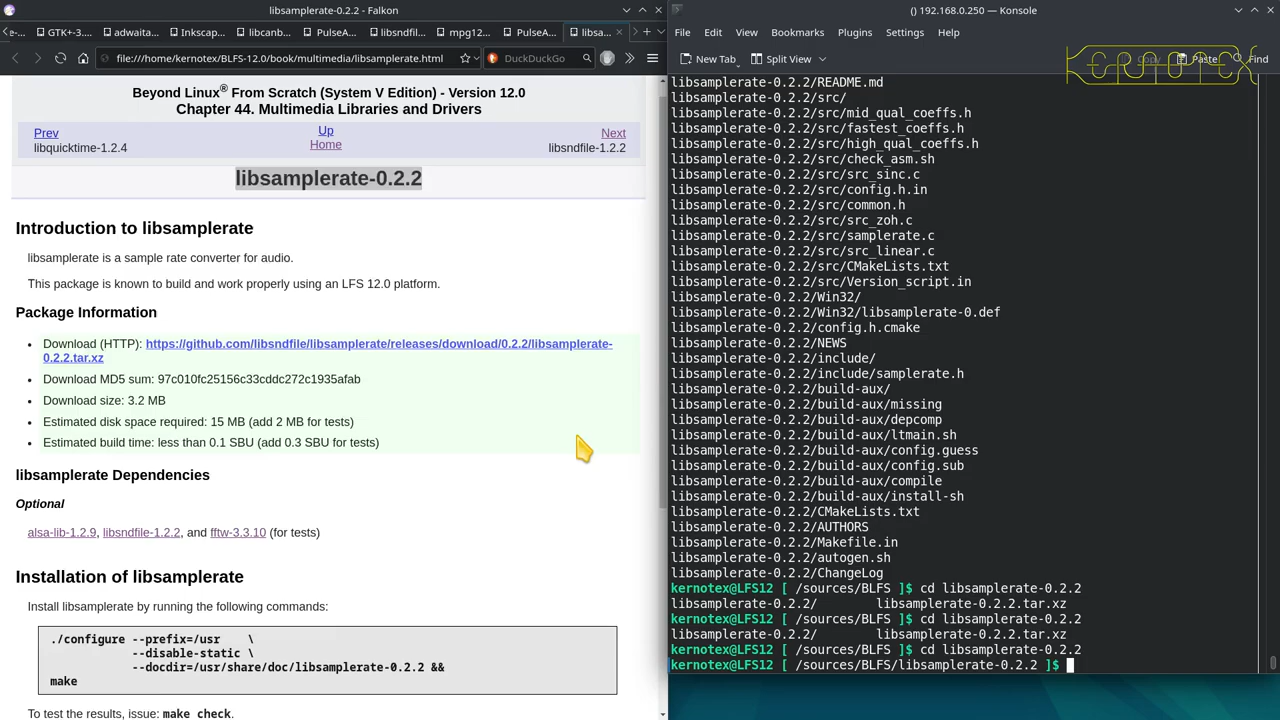 libsamplerate-0.2.2 - Falkon
e-...
GTK+-3....
adwaita...
Inkscap...
libcanb...
PulseA...
libsndfil...
mpg12...
PulseA...
libsa...
file:///home/kernotex/BLFS-12.0/book/multimedia/libsamplerate.html
DuckDuckGo
Beyond Linux® From Scratch (System V Edition) - Version 12.0
Chapter 44. Multimedia Libraries and Drivers
Prev
Up
Next
libquicktime-1.2.4
Home
libsndfile-1.2.2
libsamplerate-0.2.2
Introduction to libsamplerate
libsamplerate is a sample rate converter for audio.
This package is known to build and work properly using an LFS 12.0 platform.
Package Information
• Download (HTTP): https://github.com/libsndfile/libsamplerate/releases/download/0.2.2/libsamplerate-
0.2.2.tar.xz
• Download MD5 sum: 97c010fc25156c33cddc272c1935afab
• Download size: 3.2 MB
• Estimated disk space required: 15 MB (add 2 MB for tests)
• Estimated build time: less than 0.1 SBU (add 0.3 SBU for tests)
libsamplerate Dependencies
Optional
alsa-lib-1.2.9, libsndfile-1.2.2, and fftw-3.3.10 (for tests)
Installation of libsamplerate
Install libsamplerate by running the following commands:
./configure --prefix=/usr    \
--disable-static \
--docdir=/usr/share/doc/libsamplerate-0.2.2 &&
make
To test the results, issue: make check.
() 192.168.0.250 — Konsole
File Edit View Bookmarks Plugins Settings Help
New Tab Split View Copy Paste Find
KERNOTEX
libsamplerate-0.2.2/README.md
libsamplerate-0.2.2/src/
libsamplerate-0.2.2/src/mid_qual_coeffs.h
libsamplerate-0.2.2/src/fastest_coeffs.h
libsamplerate-0.2.2/src/high_qual_coeffs.h
libsamplerate-0.2.2/src/check_asm.sh
libsamplerate-0.2.2/src/src_sinc.c
libsamplerate-0.2.2/src/config.h.in
libsamplerate-0.2.2/src/common.h
libsamplerate-0.2.2/src/src_zoh.c
libsamplerate-0.2.2/src/samplerate.c
libsamplerate-0.2.2/src/src_linear.c
libsamplerate-0.2.2/src/CMakeLists.txt
libsamplerate-0.2.2/src/Version_script.in
libsamplerate-0.2.2/Win32/
libsamplerate-0.2.2/Win32/libsamplerate-0.def
libsamplerate-0.2.2/config.h.cmake
libsamplerate-0.2.2/NEWS
libsamplerate-0.2.2/include/
libsamplerate-0.2.2/include/samplerate.h
libsamplerate-0.2.2/build-aux/
libsamplerate-0.2.2/build-aux/missing
libsamplerate-0.2.2/build-aux/depcomp
libsamplerate-0.2.2/build-aux/ltmain.sh
libsamplerate-0.2.2/build-aux/config.guess
libsamplerate-0.2.2/build-aux/config.sub
libsamplerate-0.2.2/build-aux/compile
libsamplerate-0.2.2/build-aux/install-sh
libsamplerate-0.2.2/CMakeLists.txt
libsamplerate-0.2.2/AUTHORS
libsamplerate-0.2.2/Makefile.in
libsamplerate-0.2.2/autogen.sh
libsamplerate-0.2.2/ChangeLog
kernotex@LFS12 [ /sources/BLFS ]$ cd libsamplerate-0.2.2
libsamplerate-0.2.2/        libsamplerate-0.2.2.tar.xz
kernotex@LFS12 [ /sources/BLFS ]$ cd libsamplerate-0.2.2
libsamplerate-0.2.2/        libsamplerate-0.2.2.tar.xz
kernotex@LFS12 [ /sources/BLFS ]$ cd libsamplerate-0.2.2
kernotex@LFS12 [ /sources/BLFS/libsamplerate-0.2.2 ]$